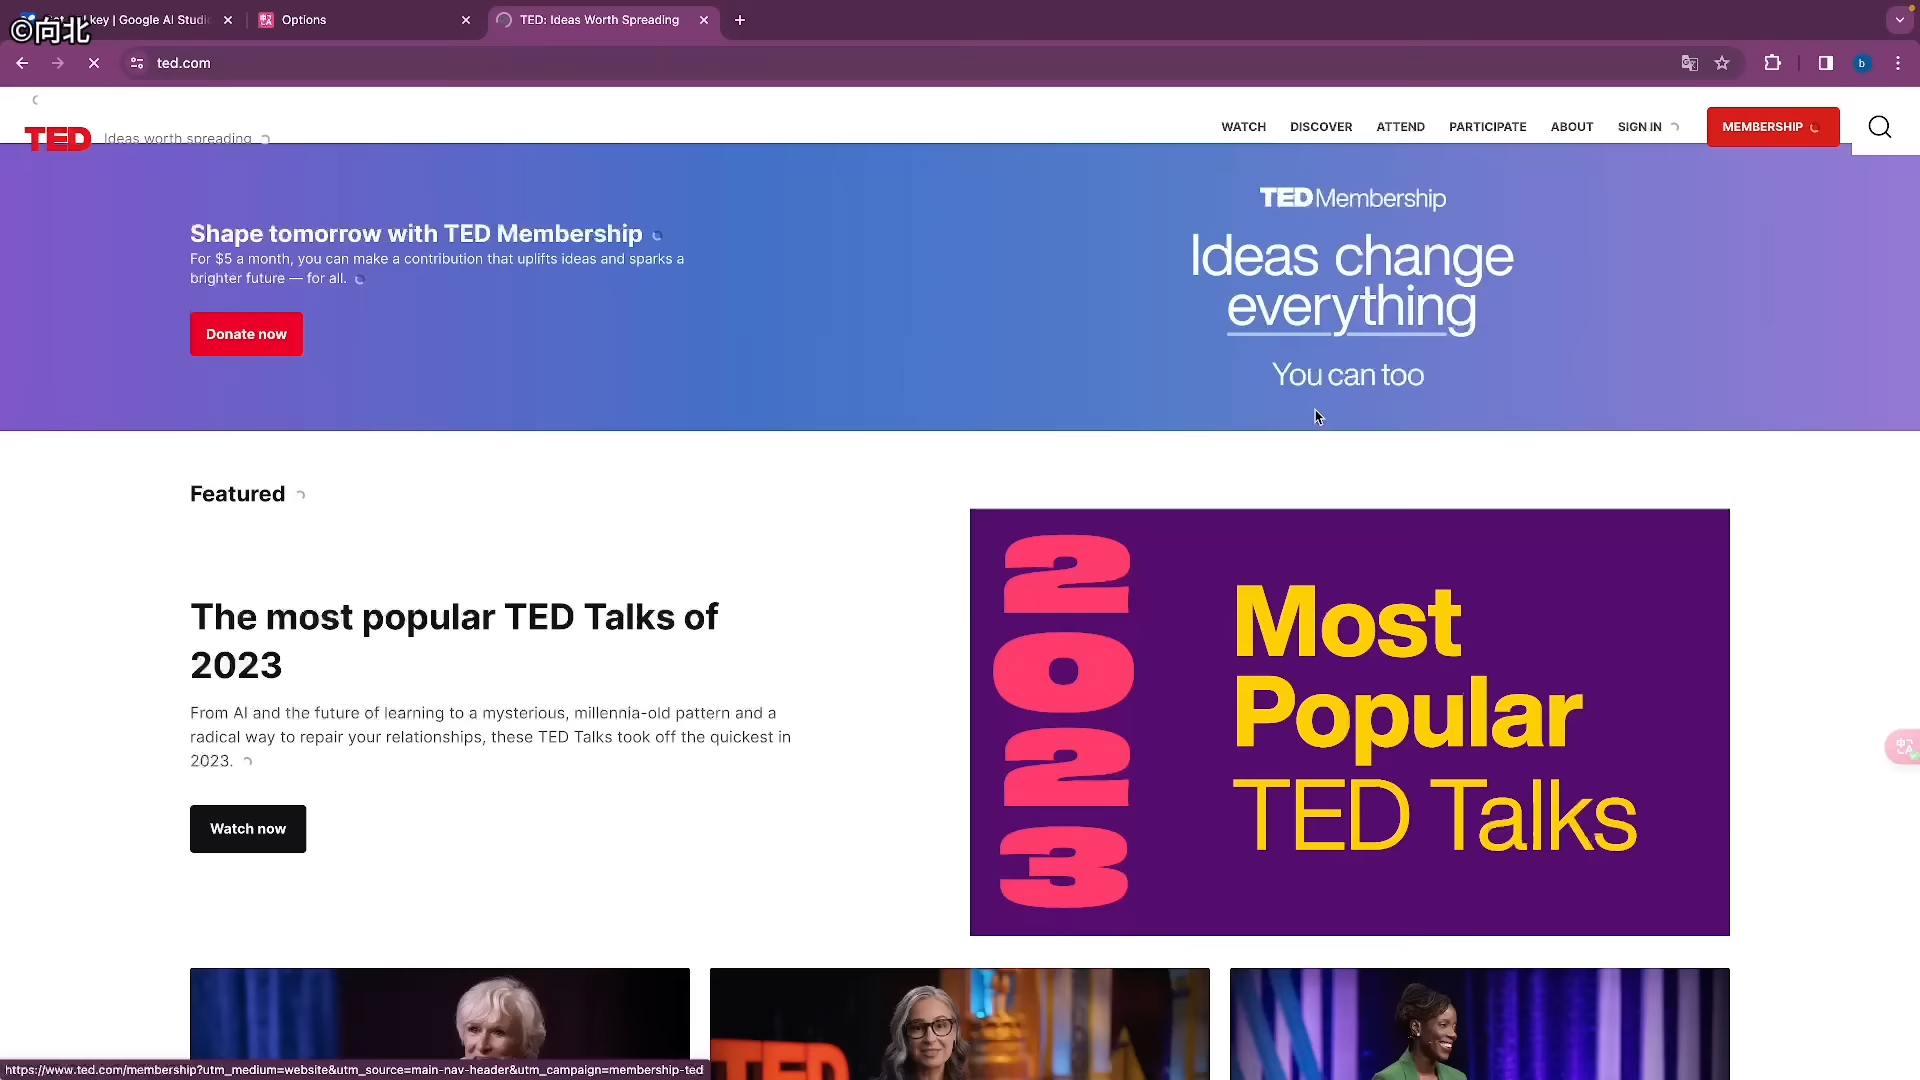 ©向北
key | Google AI Studi
Options
TED: Ideas Worth Spreading
ted.com
b
TED Ideas worth spreading
WATCH DISCOVER ATTEND PARTICIPATE ABOUT SIGN IN MEMBERSHIP
Shape tomorrow with TED Membership
For $5 a month, you can make a contribution that uplifts ideas and sparks a
brighter future — for all.
Donate now
TED Membership
Ideas change
everything
You can too
Featured
The most popular TED Talks of
2023
From AI and the future of learning to a mysterious, millennia-old pattern and a
radical way to repair your relationships, these TED Talks took off the quickest in
2023.
Watch now
2023
Most
Popular
TED Talks
TED
https://www.ted.com/membership?utm_medium=website&utm_source=main-nav-header&utm_campaign=membership-ted